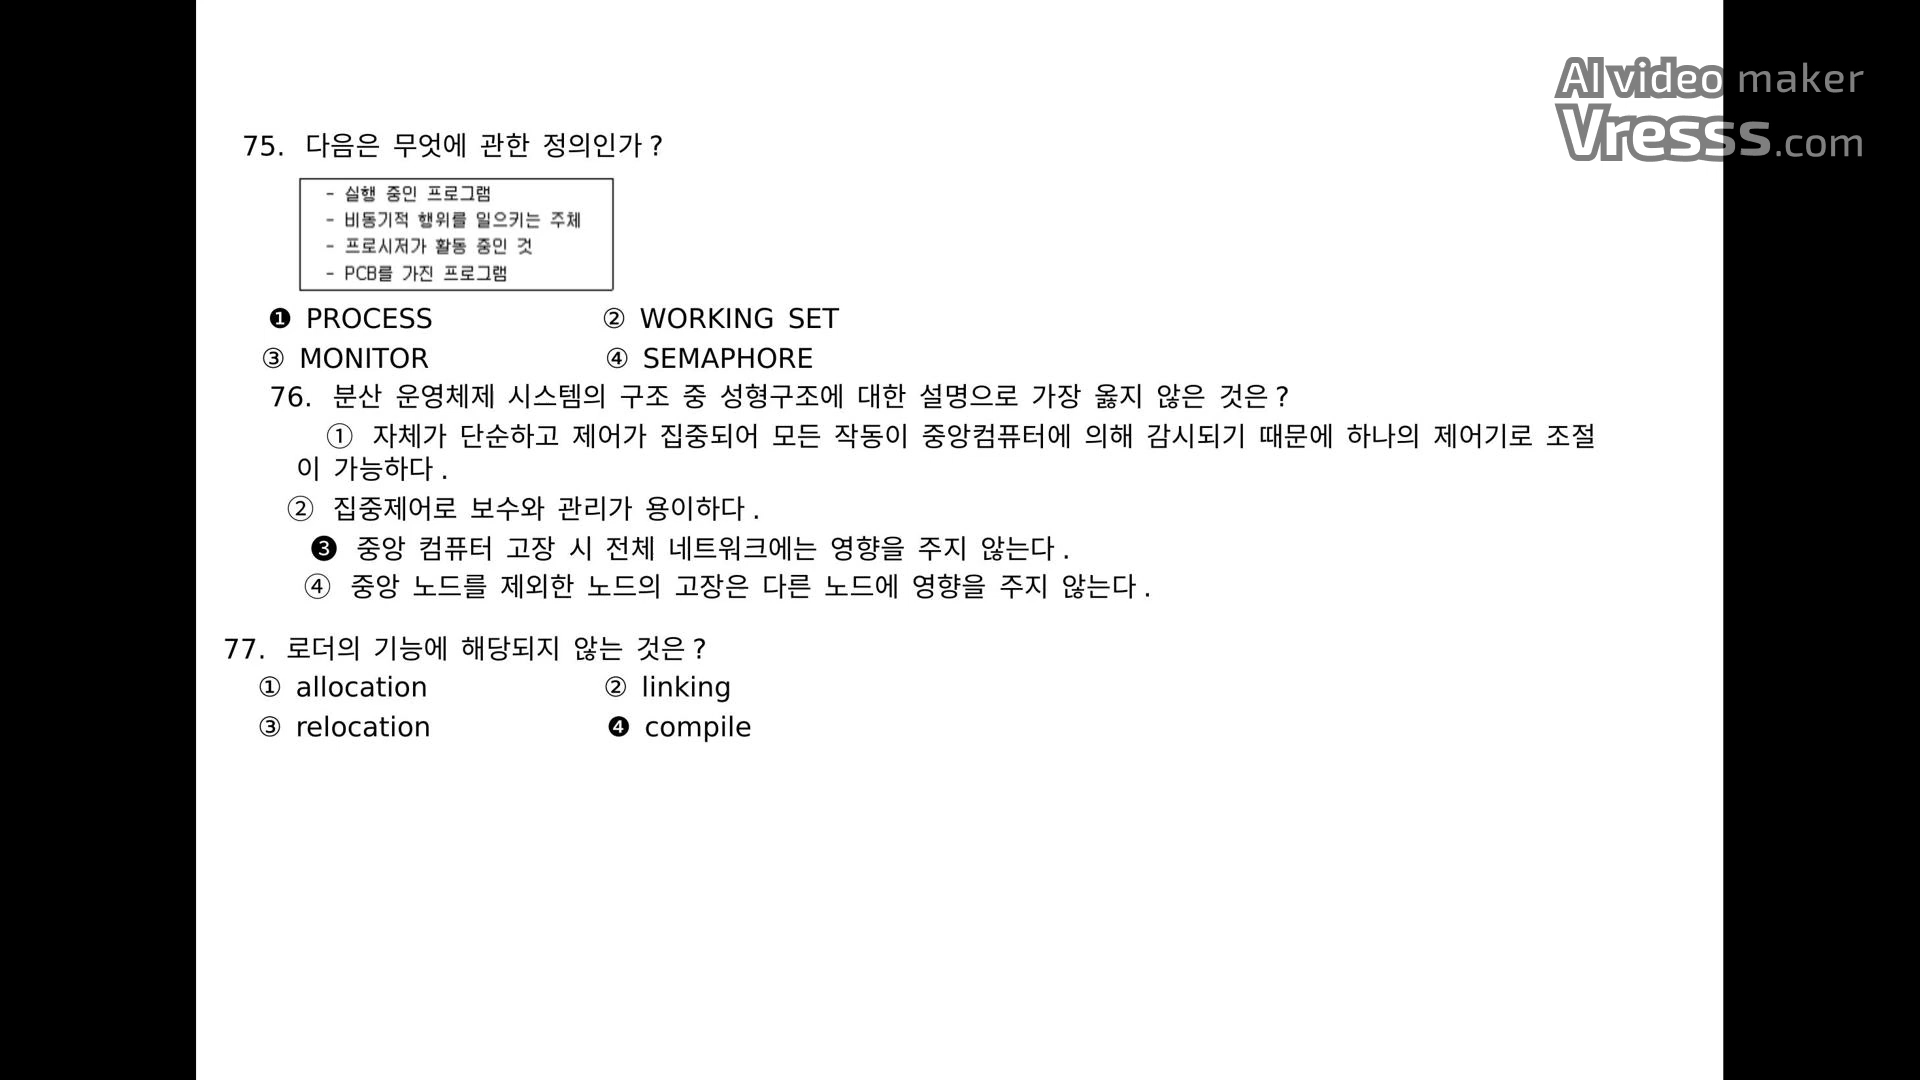 AI video maker
Vresss.com
75. 다음은 무엇에 관한 정의인가?
- 실행 중인 프로그램
- 비동기적 행위를 일으키는 주체
- 프로시저가 활동 중인 것
- PCB를 가진 프로그램
❶ PROCESS ② WORKING SET
③ MONITOR ④ SEMAPHORE
76. 분산 운영체제 시스템의 구조 중 성형구조에 대한 설명으로 가장 옳지 않은 것은?
① 자체가 단순하고 제어가 집중되어 모든 작동이 중앙컴퓨터에 의해 감시되기 때문에 하나의 제어기로 조절
이 가능하다.
② 집중제어로 보수와 관리가 용이하다.
❸ 중앙 컴퓨터 고장 시 전체 네트워크에는 영향을 주지 않는다.
④ 중앙 노드를 제외한 노드의 고장은 다른 노드에 영향을 주지 않는다.
77. 로더의 기능에 해당되지 않는 것은?
① allocation ② linking
③ relocation ❹ compile